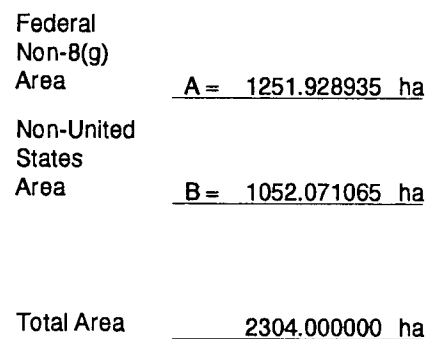 Federal
Non-8(g)
Area A = 1251.928935 ha
Non-United
States
Area B = 1052.071065 ha
Total Area 2304.000000 ha